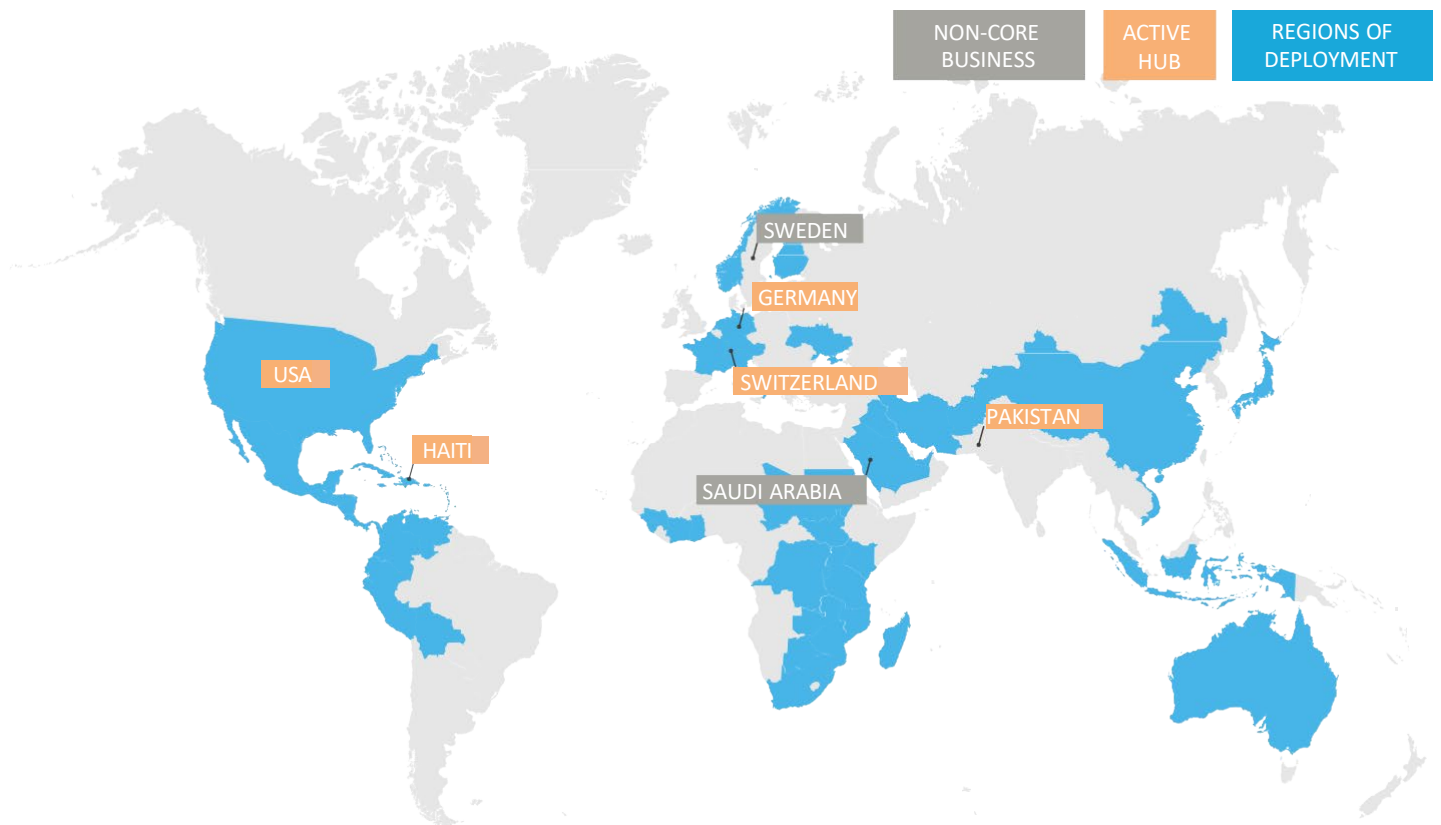 NON-CORE
BUSINESS
ACTIVE
HUB
REGIONS OF
DEPLOYMENT
SWEDEN
GERMANY
SWITZERLAND
USA
PAKISTAN
HAITI
SAUDI ARABIA